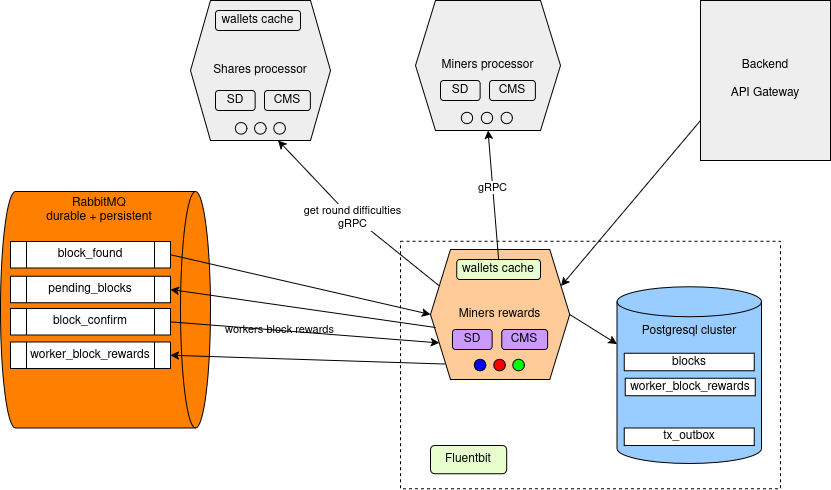 wallets cache
Shares processor
SD
CMS
Miners processor
SD
CMS
Backend
API Gateway
gRPC
get round difficulties
gRPC
RabbitMQ
durable + persistent
block_found
pending_blocks
block_confirm
worker_block_rewards
workers block rewards
wallets cache
Miners rewards
SD
CMS
Postgresql cluster
blocks
worker_block_rewards
tx_outbox
Fluentbit